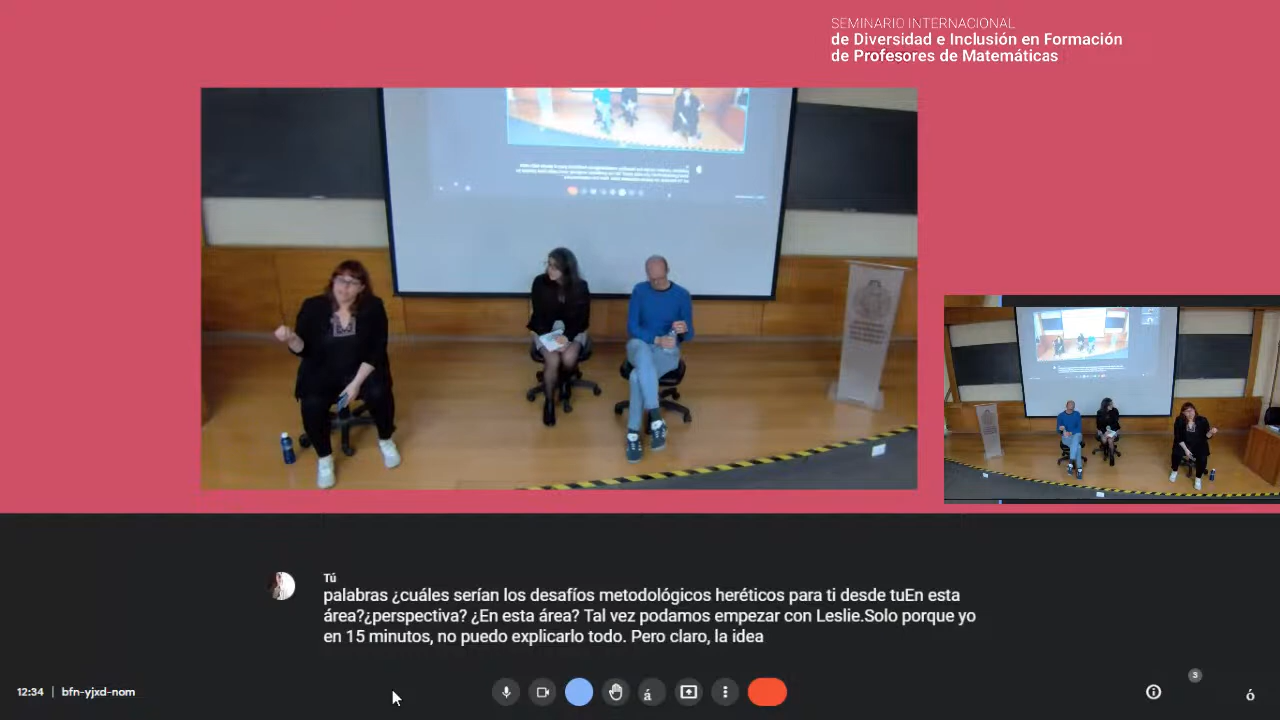 SEMINARIO INTERNACIONAL
de Diversidad e Inclusión en Formación
de Profesores de Matemáticas
Tú
palabras ¿cuáles serían los desafíos metodológicos heréticos para ti desde tuEn esta
área?¿perspectiva? ¿En esta área? Tal vez podamos empezar con Leslie.Solo porque yo
en 15 minutos, no puedo explicarlo todo. Pero claro, la idea
12:34 | bfn-yjxd-nom
á
3
ó